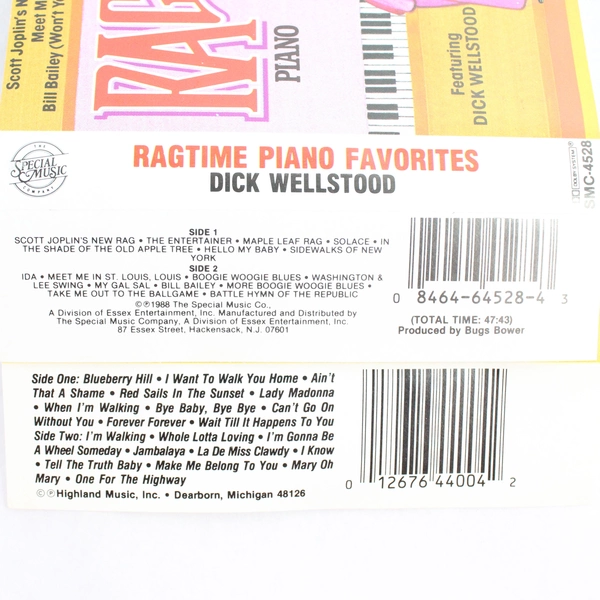 Scott Joplin's N
Meet M
Bill Bailey (Won't Y
RAG
PIANO
Featuring
DICK WELLSTOOD
THE
SPECIAL
MUSIC
COMPANY
RAGTIME PIANO FAVORITES
DICK WELLSTOOD
DOLBY SYSTEM
SMC-4528
SIDE 1
SCOTT JOPLIN'S NEW RAG • THE ENTERTAINER • MAPLE LEAF RAG • SOLACE • IN
THE SHADE OF THE OLD APPLE TREE • HELLO MY BABY • SIDEWALKS OF NEW
YORK
SIDE 2
IDA • MEET ME IN ST. LOUIS, LOUIS • BOOGIE WOOGIE BLUES • WASHINGTON &
LEE SWING • MY GAL SAL • BILL BAILEY • MORE BOOGIE WOOGIE BLUES •
TAKE ME OUT TO THE BALLGAME • BATTLE HYMN OF THE REPUBLIC
©℗1988 The Special Music Co.,
A Division of Essex Entertainment, Inc. Manufactured and Distributed by
The Special Music Company, A Division of Essex Entertainment, Inc.
87 Essex Street, Hackensack, N.J. 07601
0 8464-64528-4 3
(TOTAL TIME: 47:43)
Produced by Bugs Bower
Side One: Blueberry Hill • I Want To Walk You Home • Ain't
That A Shame • Red Sails In The Sunset • Lady Madonna
• When I'm Walking • Bye Baby, Bye Bye • Can't Go On
Without You • Forever Forever • Wait Till It Happens To You
Side Two: I'm Walking • Whole Lotta Loving • I'm Gonna Be
A Wheel Someday • Jambalaya • La De Miss Clawdy • I Know
• Tell The Truth Baby • Make Me Belong To You • Mary Oh
Mary • One For The Highway
©℗Highland Music, Inc. • Dearborn, Michigan 48126
0 12676 44004 2